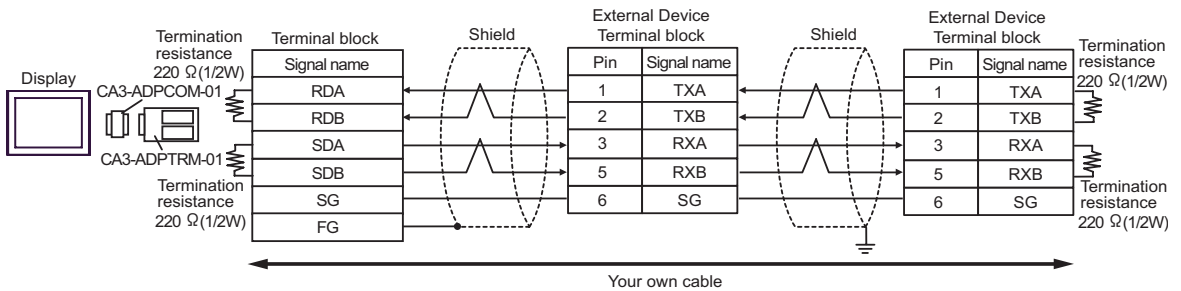 Display
CA3-ADPCOM-01
CA3-ADPTRM-01
Termination
resistance
220 Ω(1/2W)
Termination
resistance
220 Ω(1/2W)
Terminal block
Signal name
RDA
RDB
SDA
SDB
SG
FG
Shield
External Device
Terminal block
Pin Signal name
1 TXA
2 TXB
3 RXA
5 RXB
6 SG
Shield
External Device
Terminal block
Pin Signal name
1 TXA
2 TXB
3 RXA
5 RXB
6 SG
Termination
resistance
220 Ω(1/2W)
Termination
resistance
220 Ω(1/2W)
Your own cable